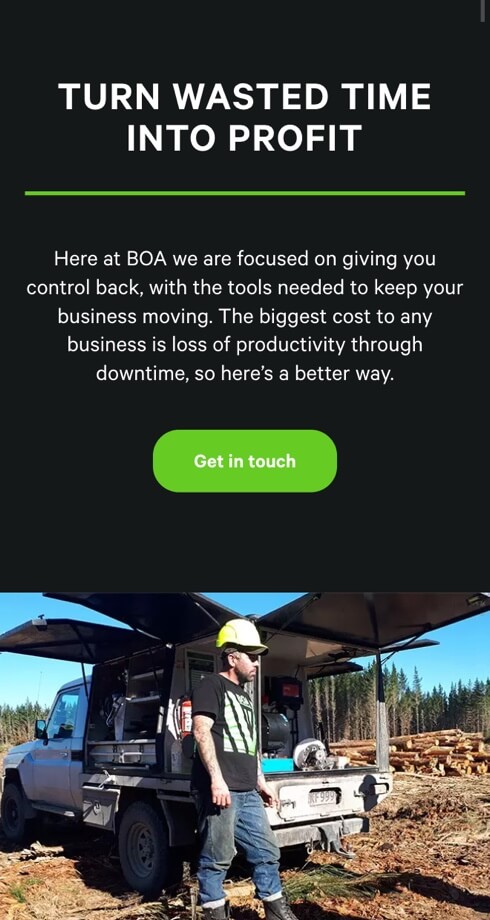 TURN WASTED TIME
INTO PROFIT
Here at BOA we are focused on giving you
control back, with the tools needed to keep your
business moving. The biggest cost to any
business is loss of productivity through
downtime, so here's a better way.
Get in touch